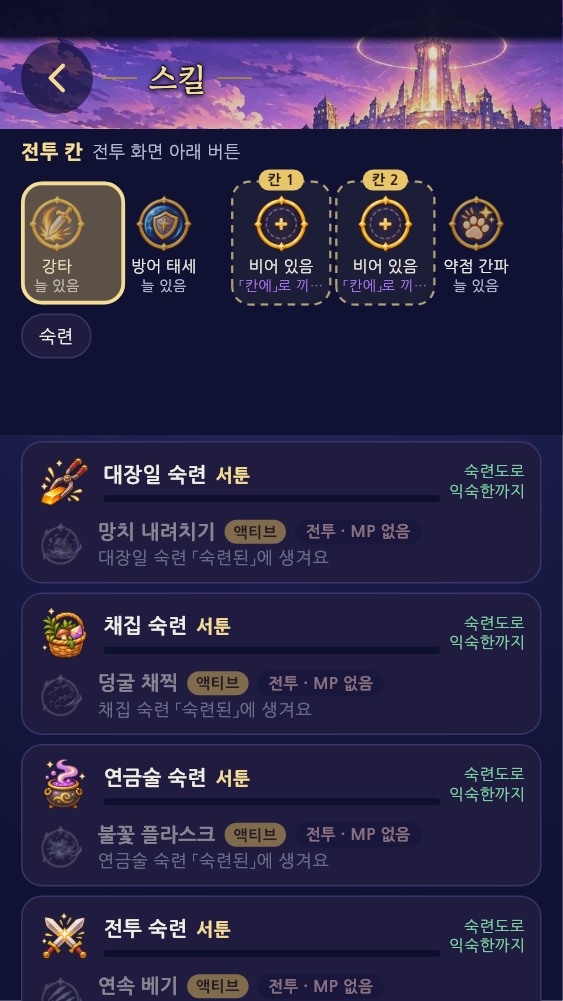 스킬
전투 칸 전투 화면 아래 버튼
칸 1
칸 2
강타
늘 있음
방어 태세
늘 있음
비어 있음
「칸에」로 끼…
비어 있음
「칸에」로 끼…
약점 간파
늘 있음
숙련
대장일 숙련 서툰
숙련도로
익숙한까지
망치 내려치기 액티브 전투 · MP 없음
대장일 숙련 「숙련된」에 생겨요
채집 숙련 서툰
숙련도로
익숙한까지
덩굴 채찍 액티브 전투 · MP 없음
채집 숙련 「숙련된」에 생겨요
연금술 숙련 서툰
숙련도로
익숙한까지
불꽃 플라스크 액티브 전투 · MP 없음
연금술 숙련 「숙련된」에 생겨요
전투 숙련 서툰
숙련도로
익숙한까지
연속 베기 액티브 전투 · MP 없음